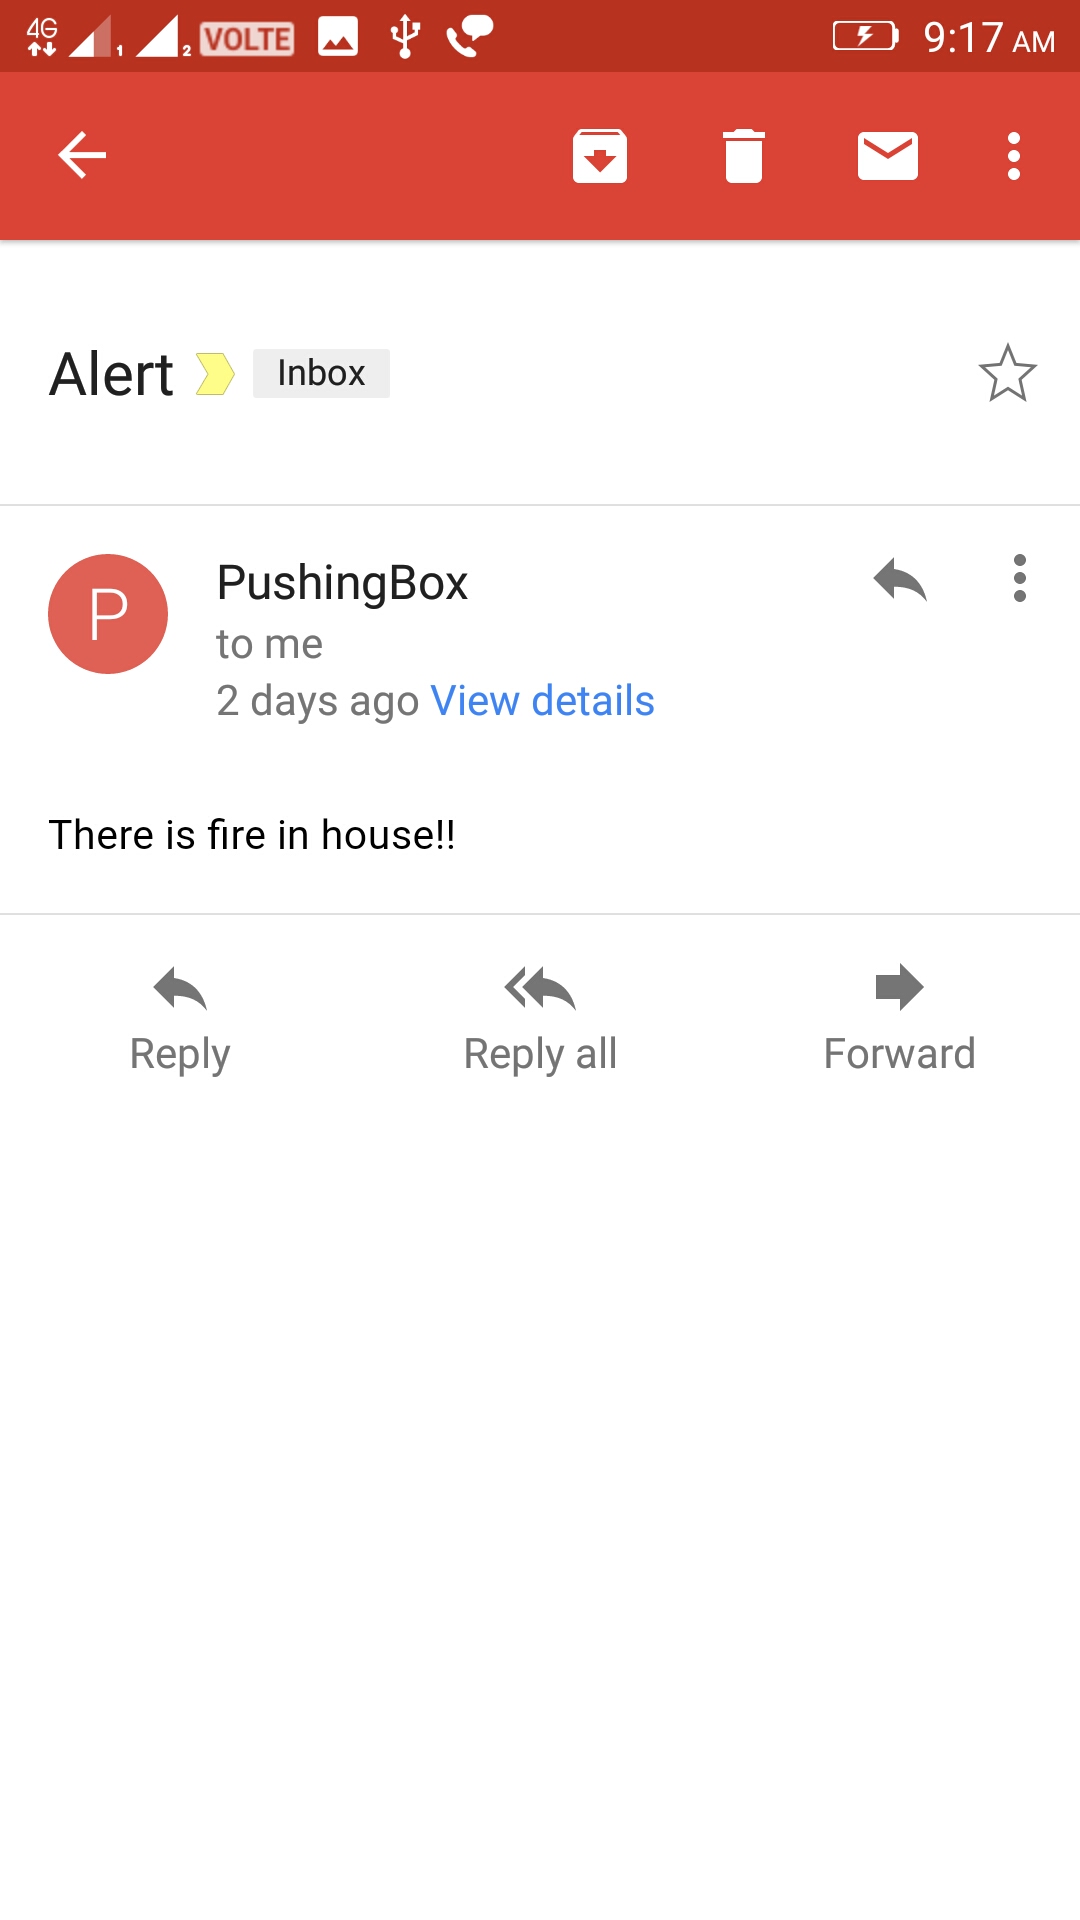 4G 1 2 VOLTE 9:17 AM
Alert Inbox
P PushingBox
to me
2 days ago View details
There is fire in house!!
Reply Reply all Forward